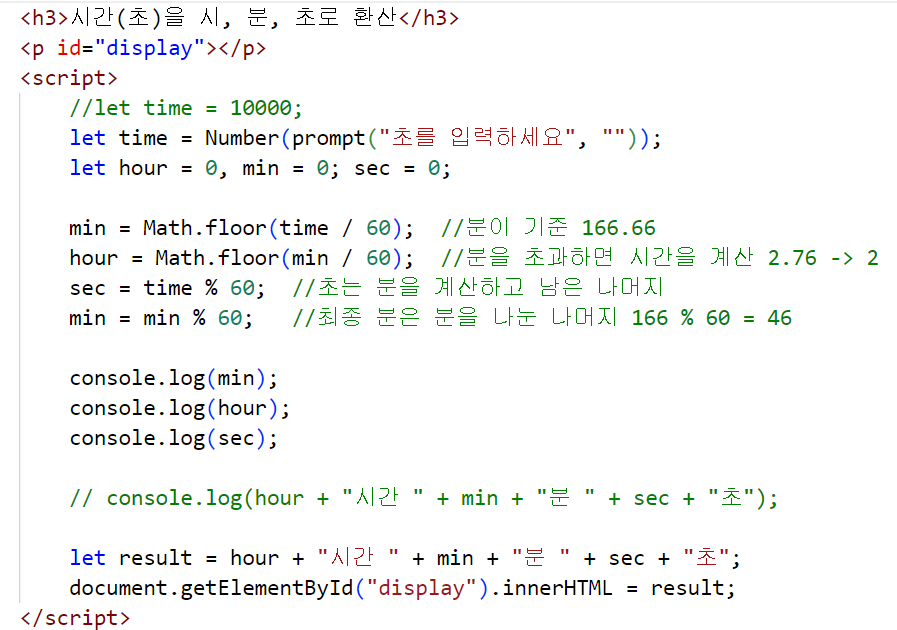 <h3>시간(초)을 시, 분, 초로 환산</h3>
<p id="display"></p>
<script>
//let time = 10000;
let time = Number(prompt("초를 입력하세요", ""));
let hour = 0, min = 0; sec = 0;
min = Math.floor(time / 60);  //분이 기준 166.66
hour = Math.floor(min / 60);  //분을 초과하면 시간을 계산 2.76 -> 2
sec = time % 60;  //초는 분을 계산하고 남은 나머지
min = min % 60;   //최종 분은 분을 나눈 나머지 166 % 60 = 46
console.log(min);
console.log(hour);
console.log(sec);
// console.log(hour + "시간 " + min + "분 " + sec + "초");
let result = hour + "시간 " + min + "분 " + sec + "초";
document.getElementById("display").innerHTML = result;
</script>